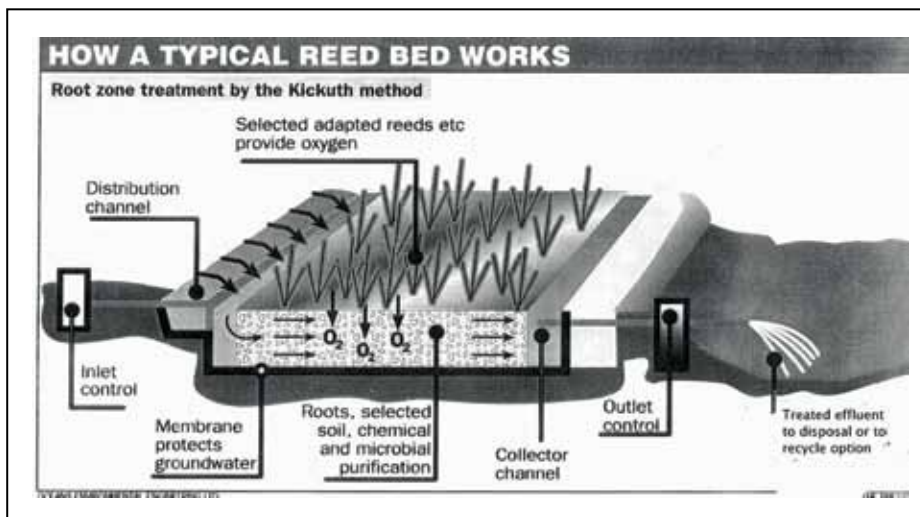 HOW A TYPICAL REED BED WORKS
Root zone treatment by the Kickuth method
Selected adapted reeds etc
provide oxygen
Distribution
channel
O2
O2
O2
Inlet
control
Membrane
protects
groundwater
Roots, selected
soil, chemical
and microbial
purification
Collector
channel
Outlet
control
Treated effluent
to disposal or to
recycle option
ENVIRONMENTAL ENGINEERING